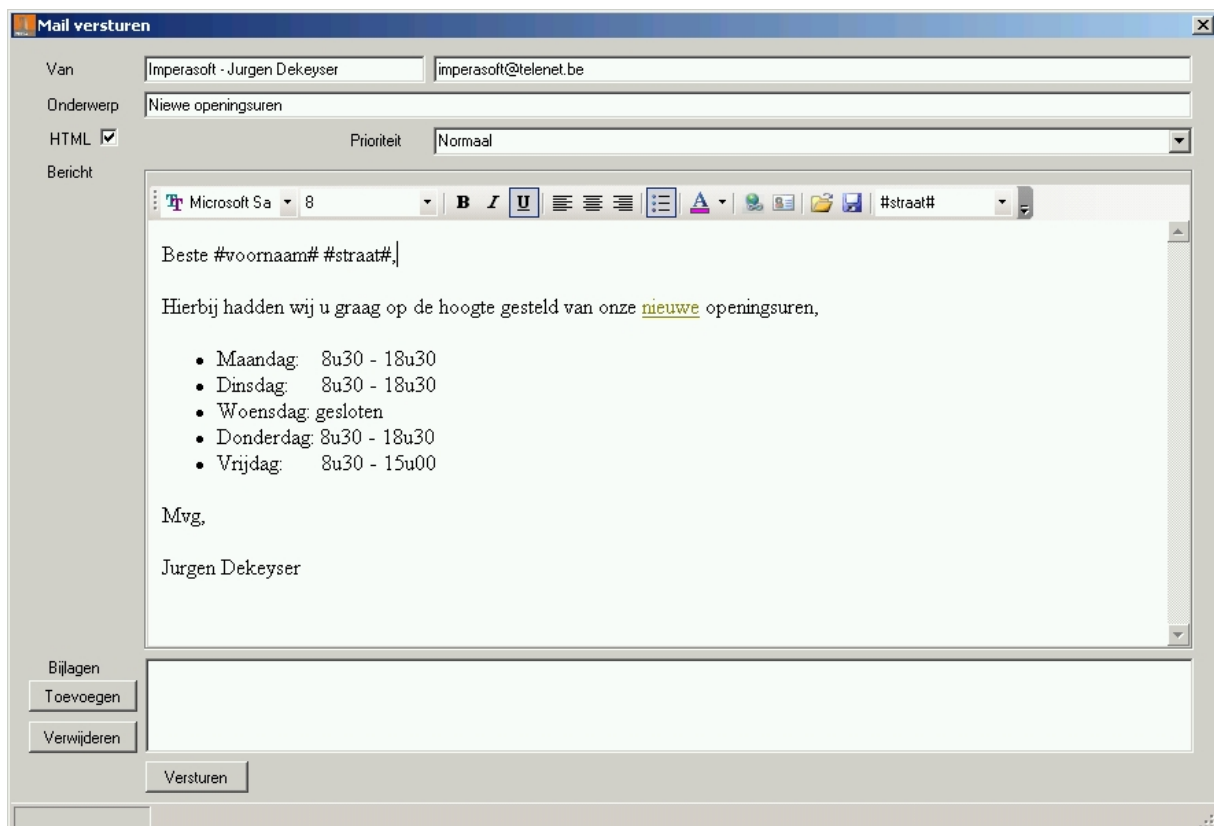 Mail versturen
Van Imperasoft - Jurgen Dekeyser imperasoft@telenet.be
Onderwerp Niewe openingsuren
HTML Prioriteit Normaal
Bericht
Microsoft Sa 8 B I U A #straat#
Beste #voornaam# #straat#,
Hierbij hadden wij u graag op de hoogte gesteld van onze nieuwe openingsuren,
• Maandag: 8u30 - 18u30
• Dinsdag: 8u30 - 18u30
• Woensdag: gesloten
• Donderdag: 8u30 - 18u30
• Vrijdag: 8u30 - 15u00
Mvg,
Jurgen Dekeyser
Bijlagen
Toevoegen
Verwijderen
Versturen